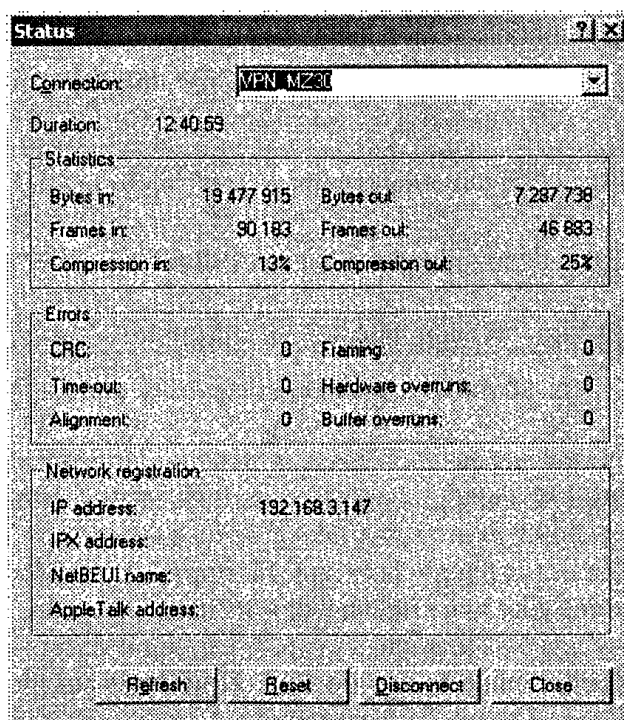 Status
Connection: VPN_MZ30
Duration: 12:40:59
Statistics
Bytes in: 19 477 915 Bytes out: 7 287 738
Frames in: 90 183 Frames out: 46 883
Compression in: 13% Compression out: 25%
Errors
CRC: 0 Framing: 0
Time-out: 0 Hardware overruns: 0
Alignment: 0 Buffer overruns: 0
Network registration
IP address: 192.168.3.147
IPX address:
NetBEUI name:
AppleTalk address:
Refresh Reset Disconnect Close